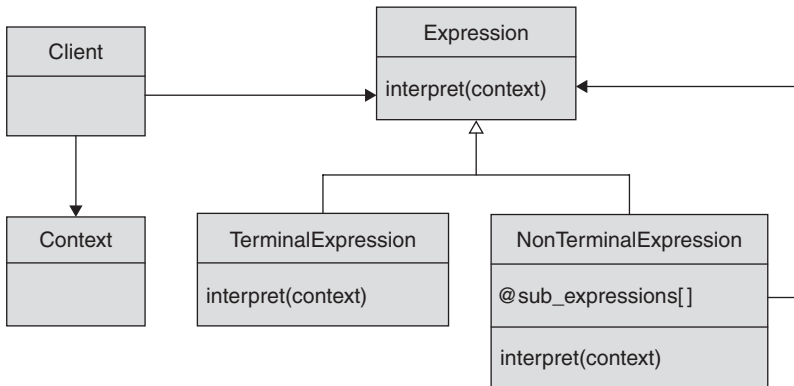 Expression
interpret(context)
Client
Context
TerminalExpression
interpret(context)
NonTerminalExpression
@sub_expressions[]
interpret(context)